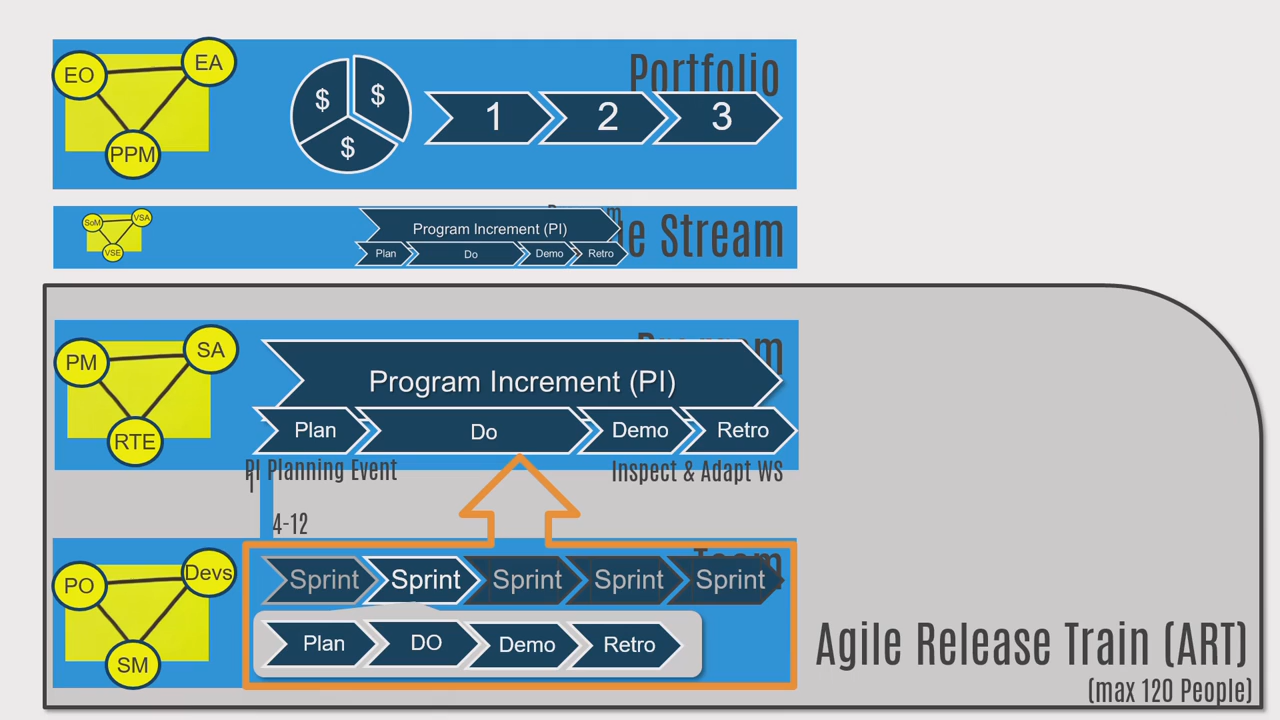 Portfolio
EO
EA
PPM
$
$
$
1
2
3
SoM
VSA
VSE
Program Increment (PI)
Plan
Do
Demo
Retro
Stream
PM
SA
RTE
Program
Program Increment (PI)
Plan
Do
Demo
Retro
PI Planning Event
Inspect & Adapt WS
4-12
PO
Devs
SM
Team
Sprint
Sprint
Sprint
Sprint
Sprint
Plan
DO
Demo
Retro
Agile Release Train (ART)
(max 120 People)